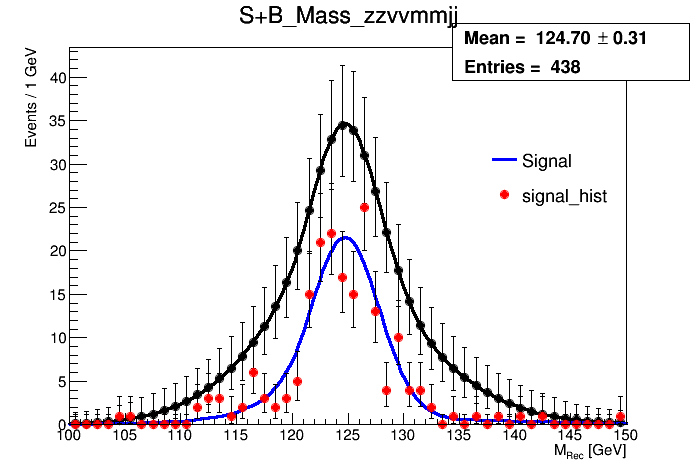 S+B_Mass_zzvvmmjj
Mean = 124.70 ± 0.31
Entries = 438
Events / 1 GeV
40
35
30
25
20
15
10
5
0
Signal
signal_hist
100 105 110 115 120 125 130 135 140 145 150
M_Rec [GeV]